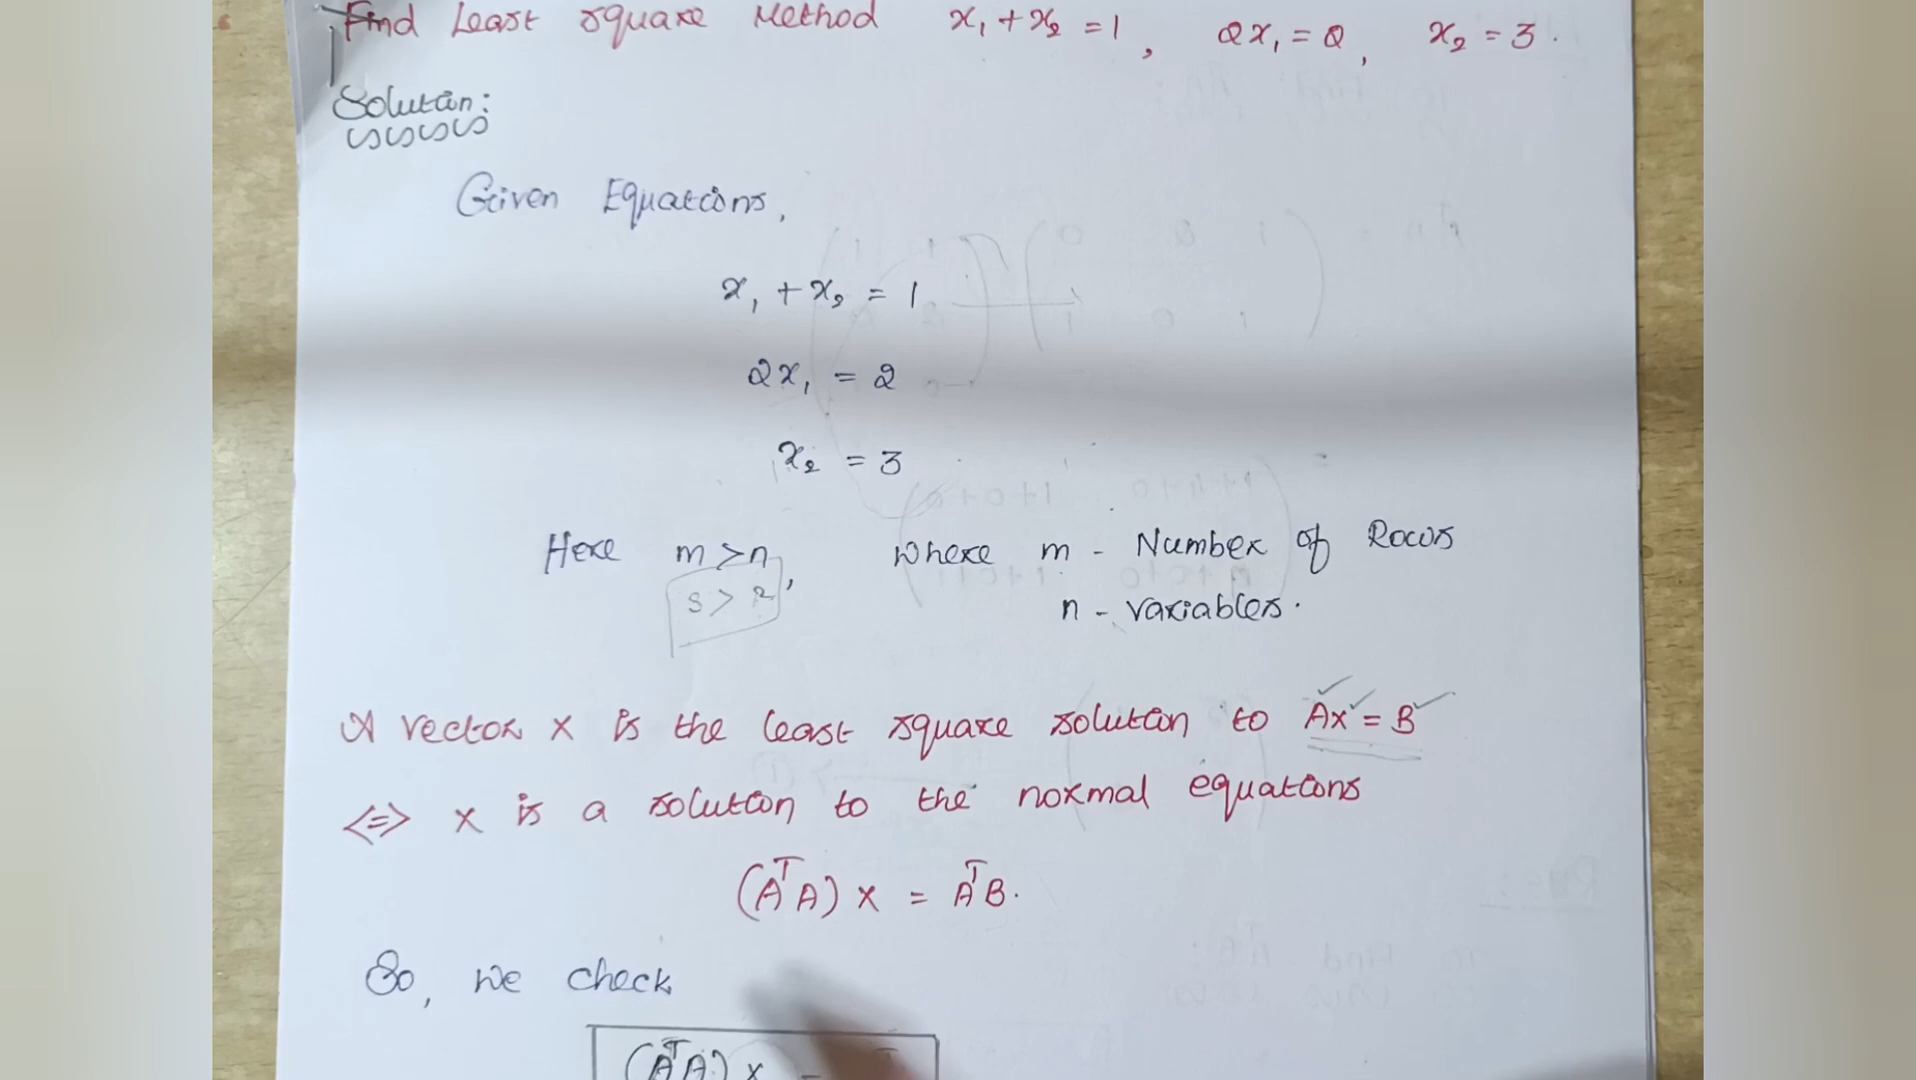 Find Least square Method x₁ + x₂ = 1, 2x₁ = 2, x₂ = 3.
Solution:
Given Equations,
x₁ + x₂ = 1
2x₁ = 2
x₂ = 3
Here m > n, where m - Number of Rows
3 > 2
n - variables.
A vector x is the least square solution to Ax = B
<=> x is a solution to the normal equations
(AᵀA) x = AᵀB.
So, we check
(AᵀA) x =